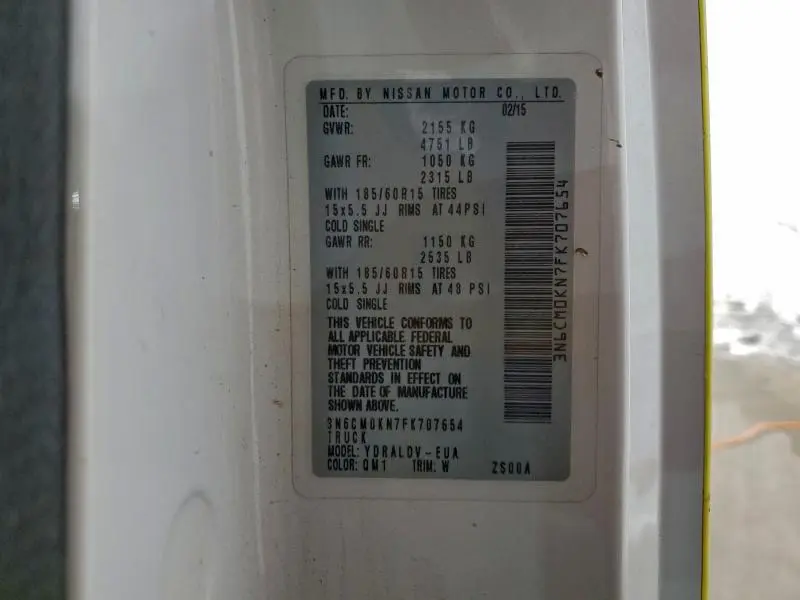 MFD. BY NISSAN MOTOR CO., LTD.
DATE: 02/15
GVWR: 2155 KG
4751 LB
GAWR FR: 1050 KG
2315 LB
WITH 185/60R15 TIRES
15x5.5 JJ RIMS AT 44PSI
COLD SINGLE
GAWR RR: 1150 KG
2535 LB
WITH 185/60R15 TIRES
15x5.5 JJ RIMS AT 48 PSI
COLD SINGLE
THIS VEHICLE CONFORMS TO
ALL APPLICABLE FEDERAL
MOTOR VEHICLE SAFETY AND
THEFT PREVENTION
STANDARDS IN EFFECT ON
THE DATE OF MANUFACTURE
SHOWN ABOVE.
3N6CM0KN7FK707654
TRUCK
MODEL: YDRALDV-EUA
COLOR: QM1 TRIM: W ZS00A
3N6CM0KN7FK707654